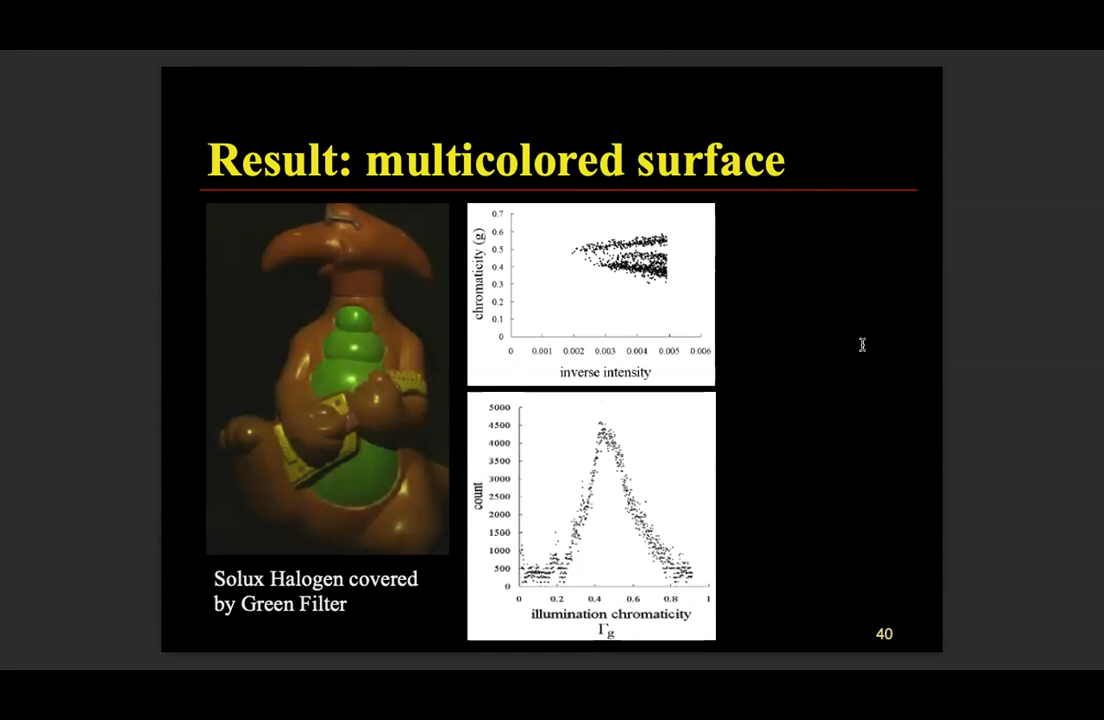 Result: multicolored surface
0.7
0.6
0.5
0.4
0.3
0.2
0.1
0
chromaticity (g)
0 0.001 0.002 0.003 0.004 0.005 0.006
inverse intensity
5000
4500
4000
3500
3000
2500
2000
1500
1000
500
0
count
0 0.2 0.4 0.6 0.8 1
illumination chromaticity
Γg
Solux Halogen covered
by Green Filter
40